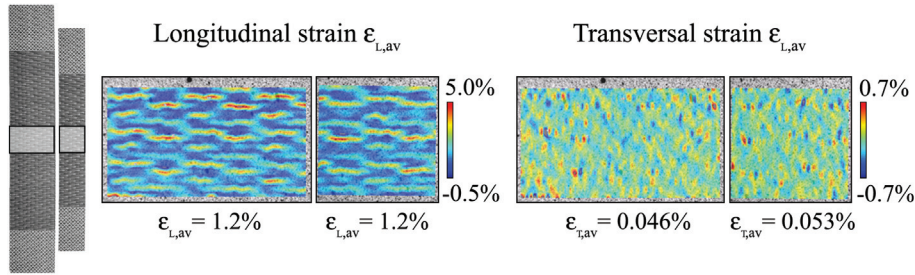 Longitudinal strain ε_L,av
Transversal strain ε_L,av
5.0%
-0.5%
0.7%
-0.7%
ε_L,av = 1.2%
ε_L,av = 1.2%
ε_T,av = 0.046%
ε_T,av = 0.053%